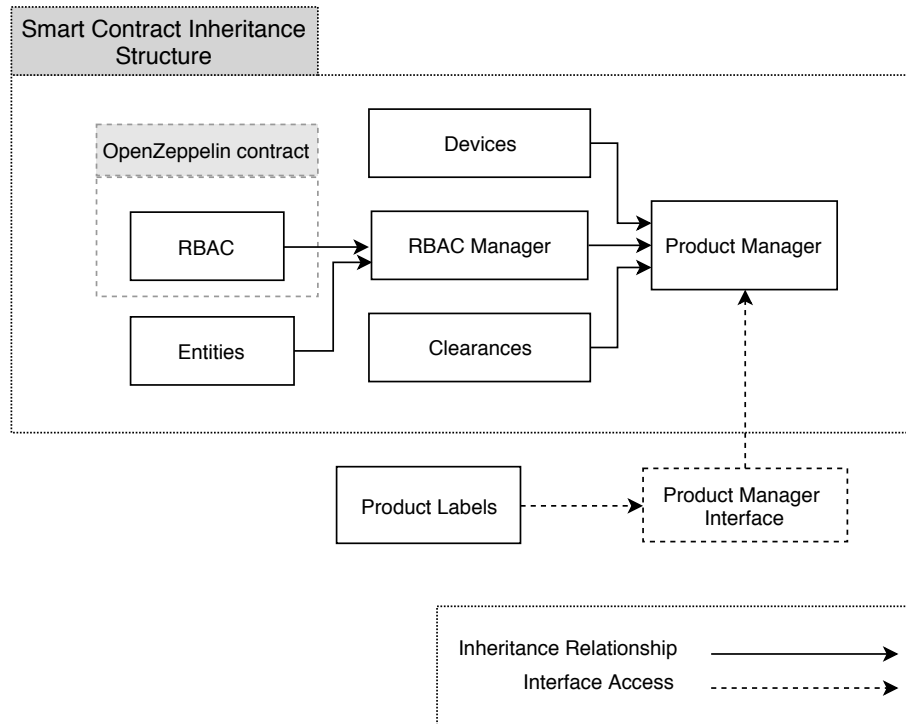 Smart Contract Inheritance
Structure
OpenZeppelin contract
Devices
RBAC
RBAC Manager
Product Manager
Entities
Clearances
Product Labels
Product Manager
Interface
Inheritance Relationship
Interface Access